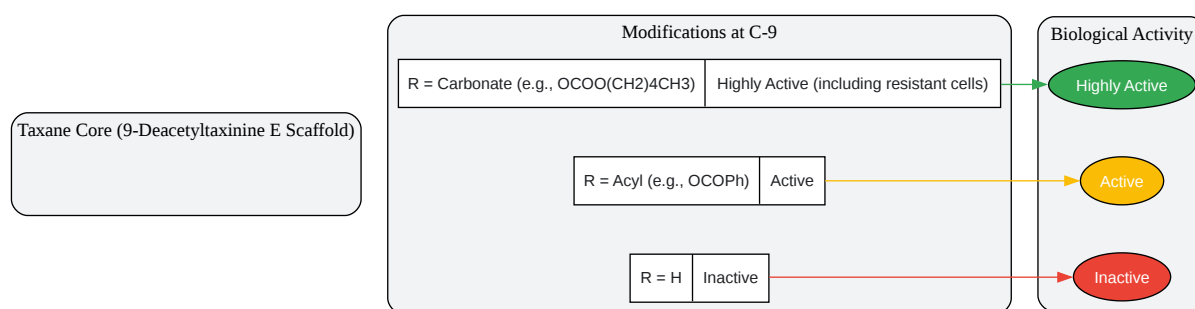 Modifications at C-9
Biological Activity
R = Carbonate (e.g., OCOO(CH2)4CH3)
Highly Active (including resistant cells)
Highly Active
Taxane Core (9-Deacetyltaxinine E Scaffold)
R = Acyl (e.g., OCOPh)
Active
Active
R = H
Inactive
Inactive